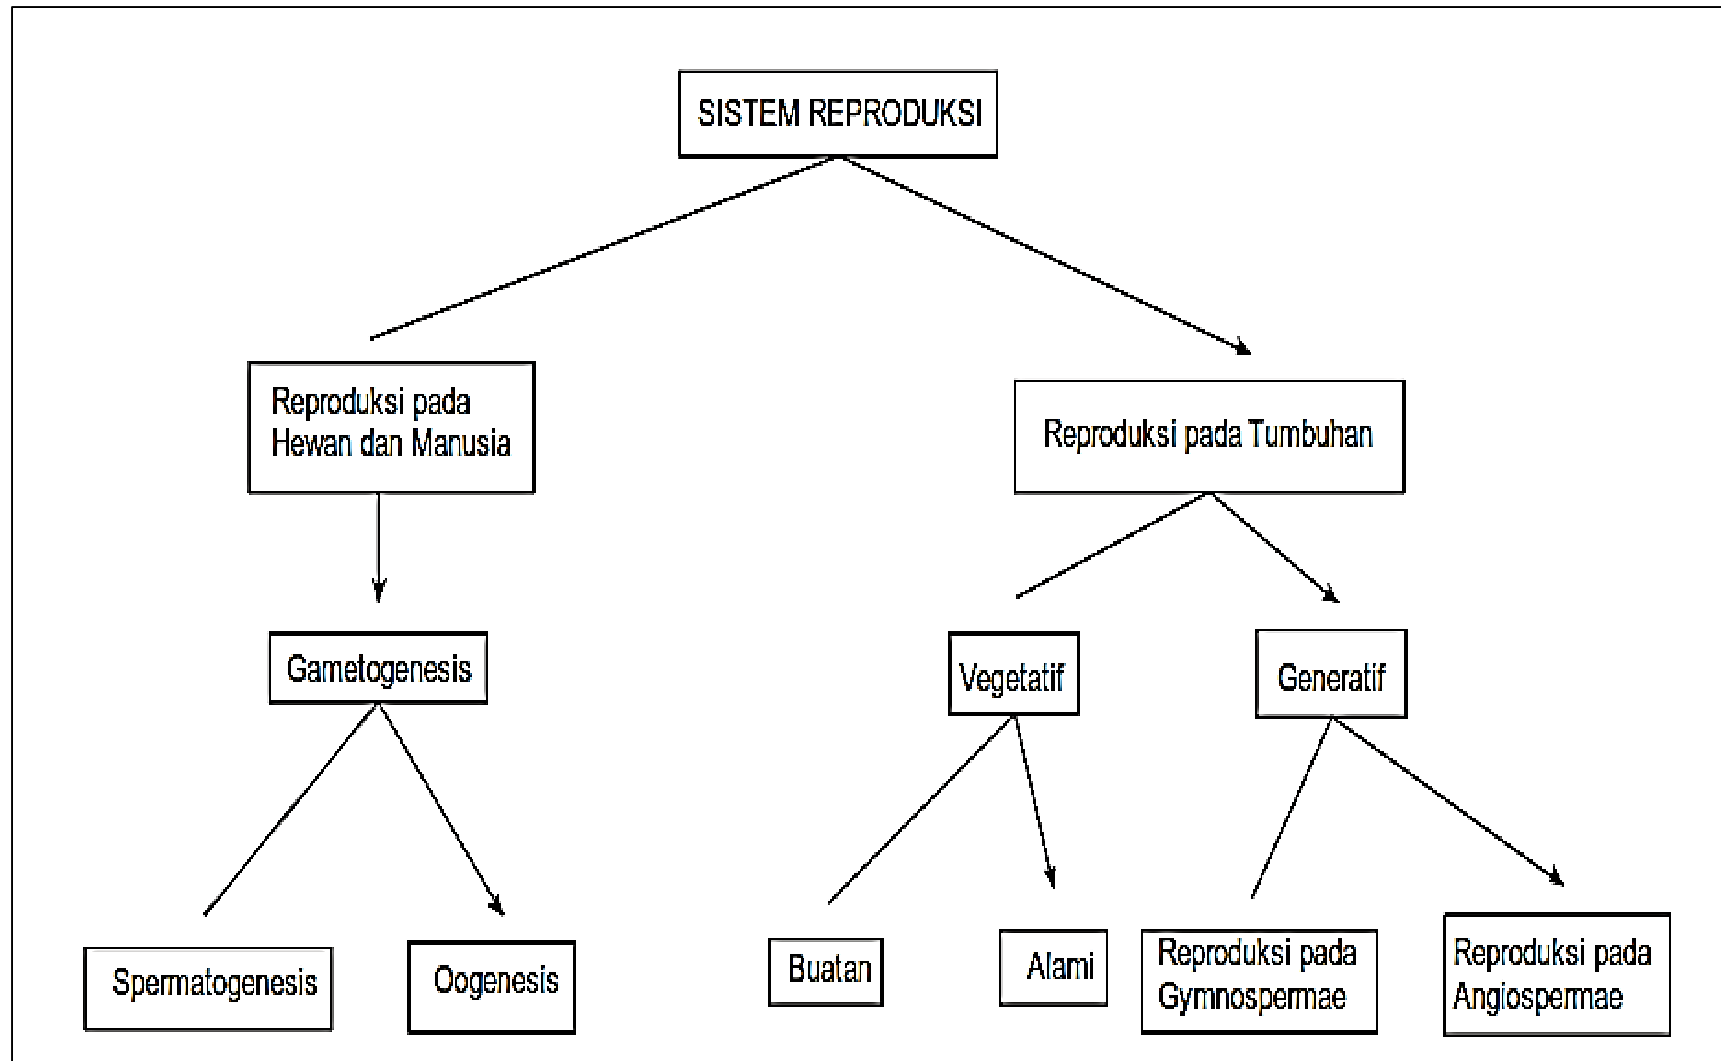 SISTEM REPRODUKSI
Reproduksi pada
Hewan dan Manusia
Reproduksi pada Tumbuhan
Gametogenesis
Vegetatif
Generatif
Spermatogenesis
Oogenesis
Buatan
Alami
Reproduksi pada
Gymnospermae
Reproduksi pada
Angiospermae